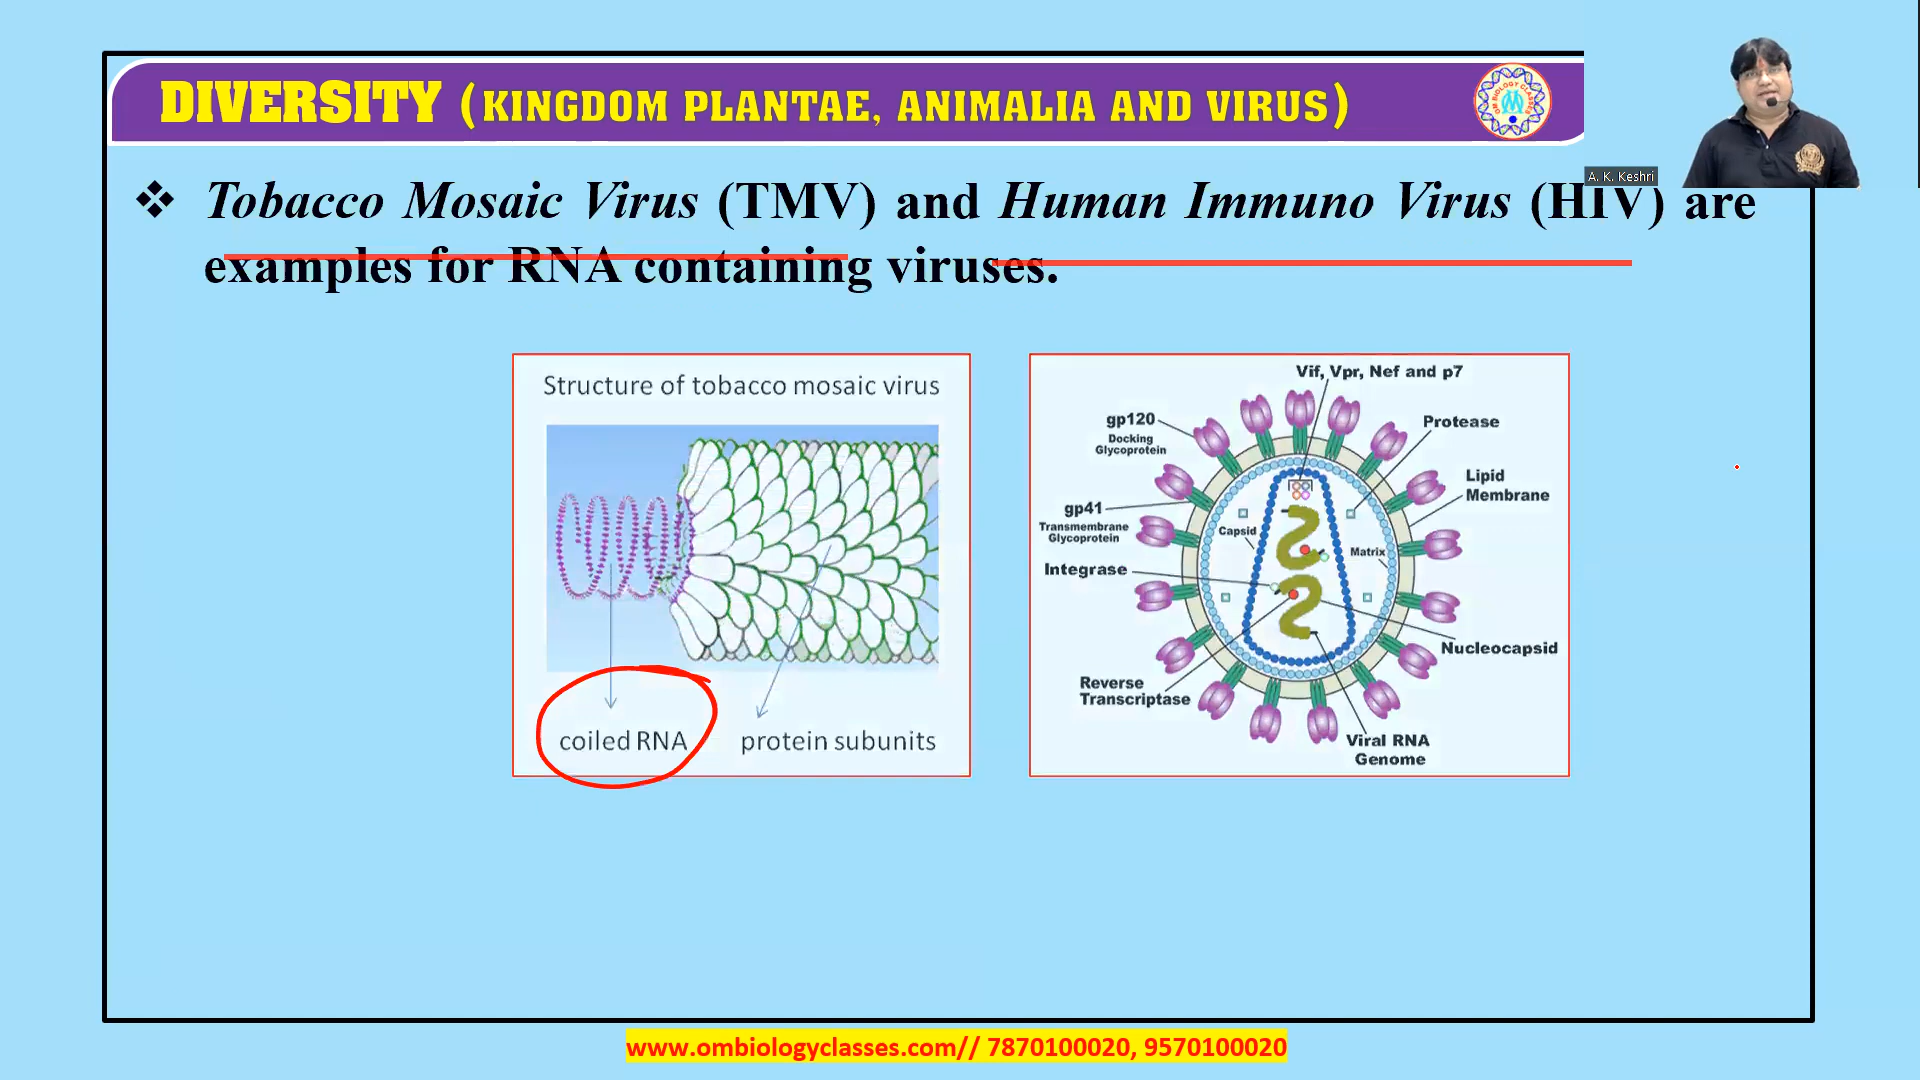 DIVERSITY (KINGDOM PLANTAE, ANIMALIA AND VIRUS)
OM BIOLOGY CLASSES
A. K. Keshri
❖ Tobacco Mosaic Virus (TMV) and Human Immuno Virus (HIV) are
examples for RNA containing viruses.
Structure of tobacco mosaic virus
coiled RNA
protein subunits
Vif, Vpr, Nef and p7
gp120
Docking
Glycoprotein
Protease
Lipid
Membrane
gp41
Transmembrane
Glycoprotein
Capsid
Matrix
Integrase
Nucleocapsid
Reverse
Transcriptase
Viral RNA
Genome
www.ombiologyclasses.com// 7870100020, 9570100020